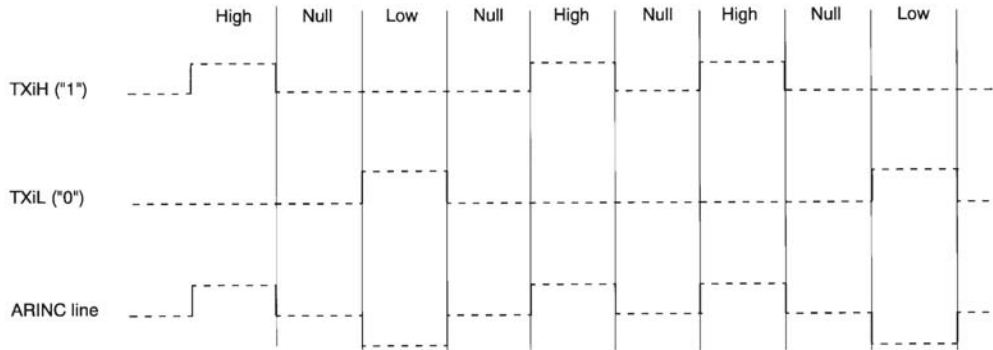 High Null Low Null High Null High Null Low
TXiH ("1")
TXiL ("0")
ARINC line